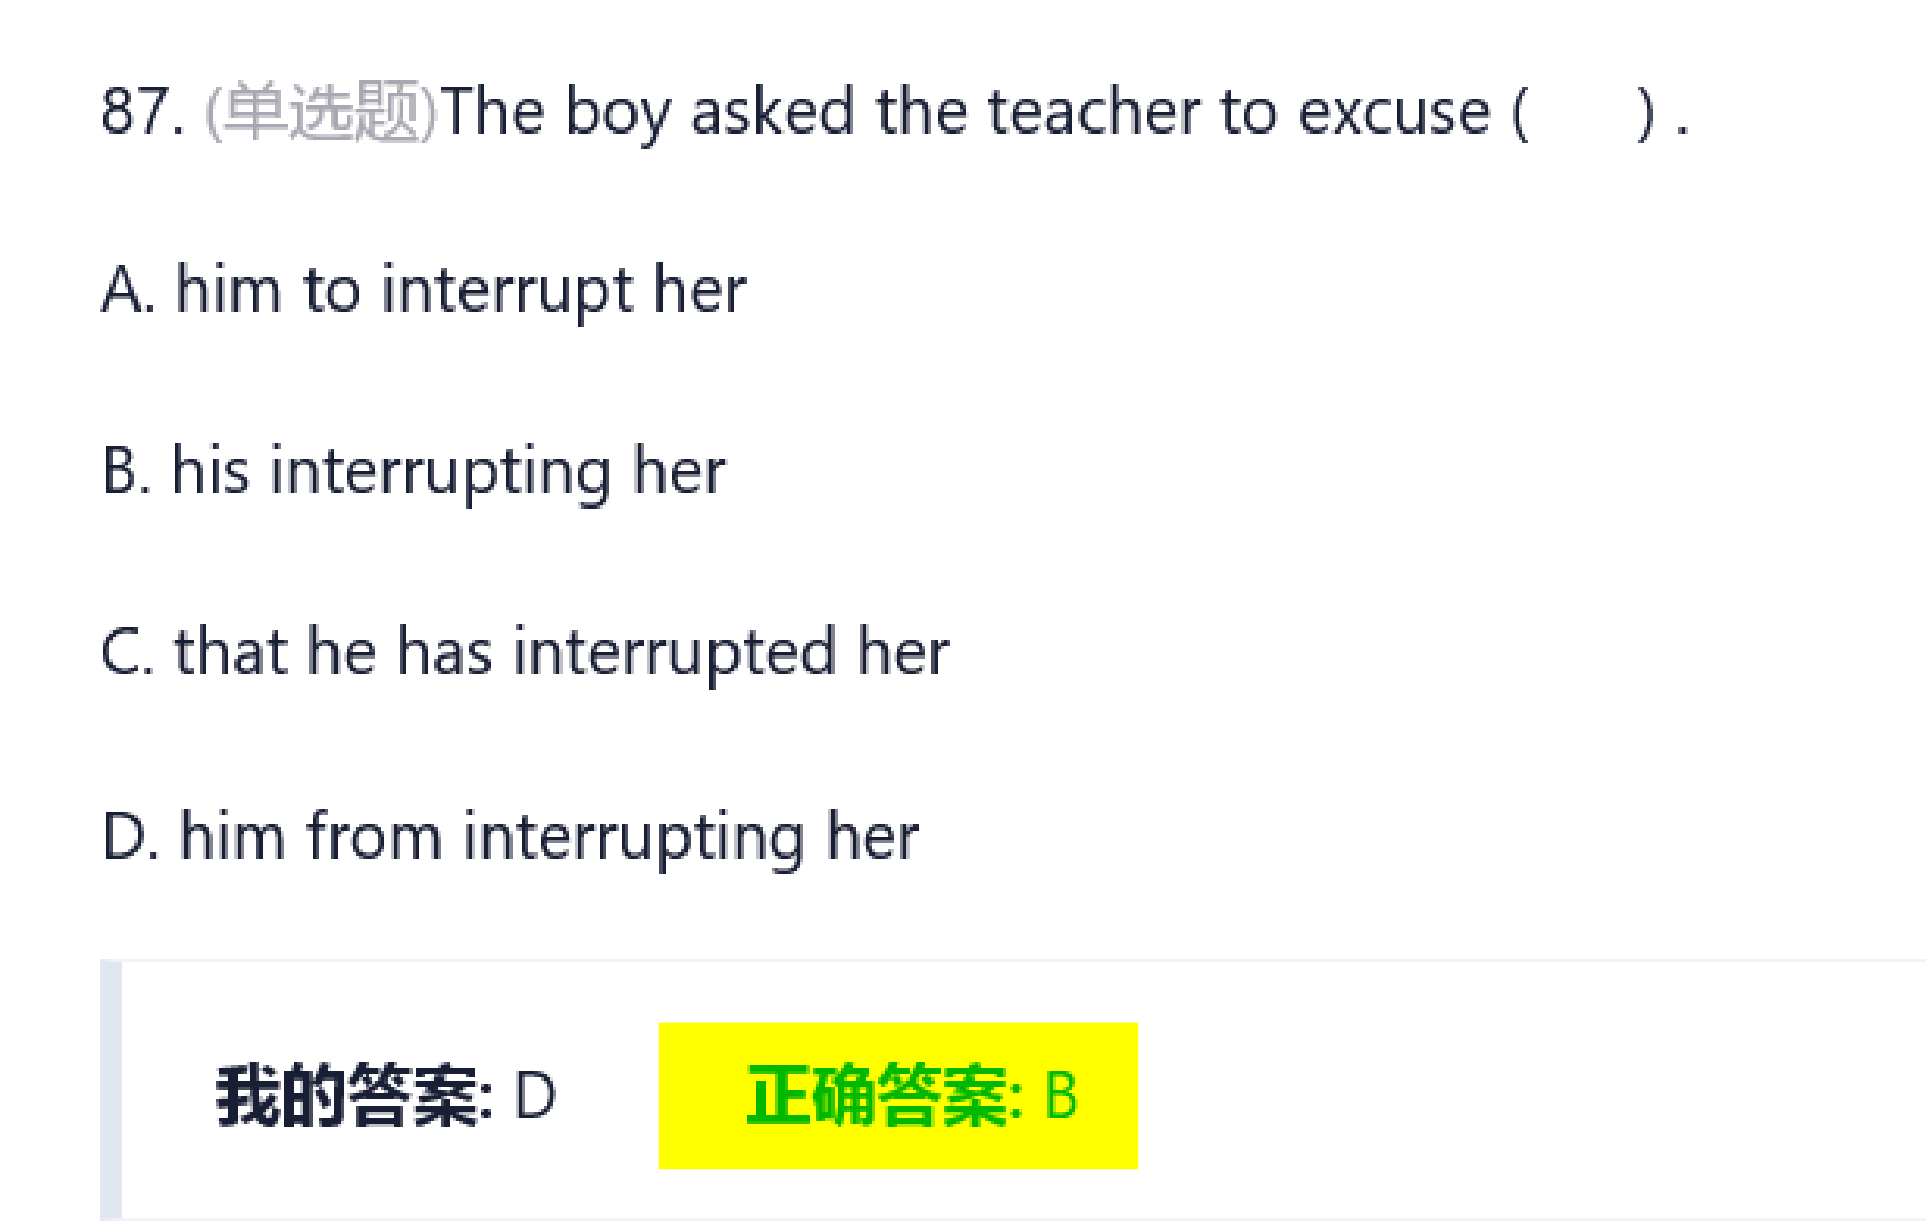 87. (单选题)The boy asked the teacher to excuse (      ) .
A. him to interrupt her
B. his interrupting her
C. that he has interrupted her
D. him from interrupting her
我的答案: D 正确答案: B